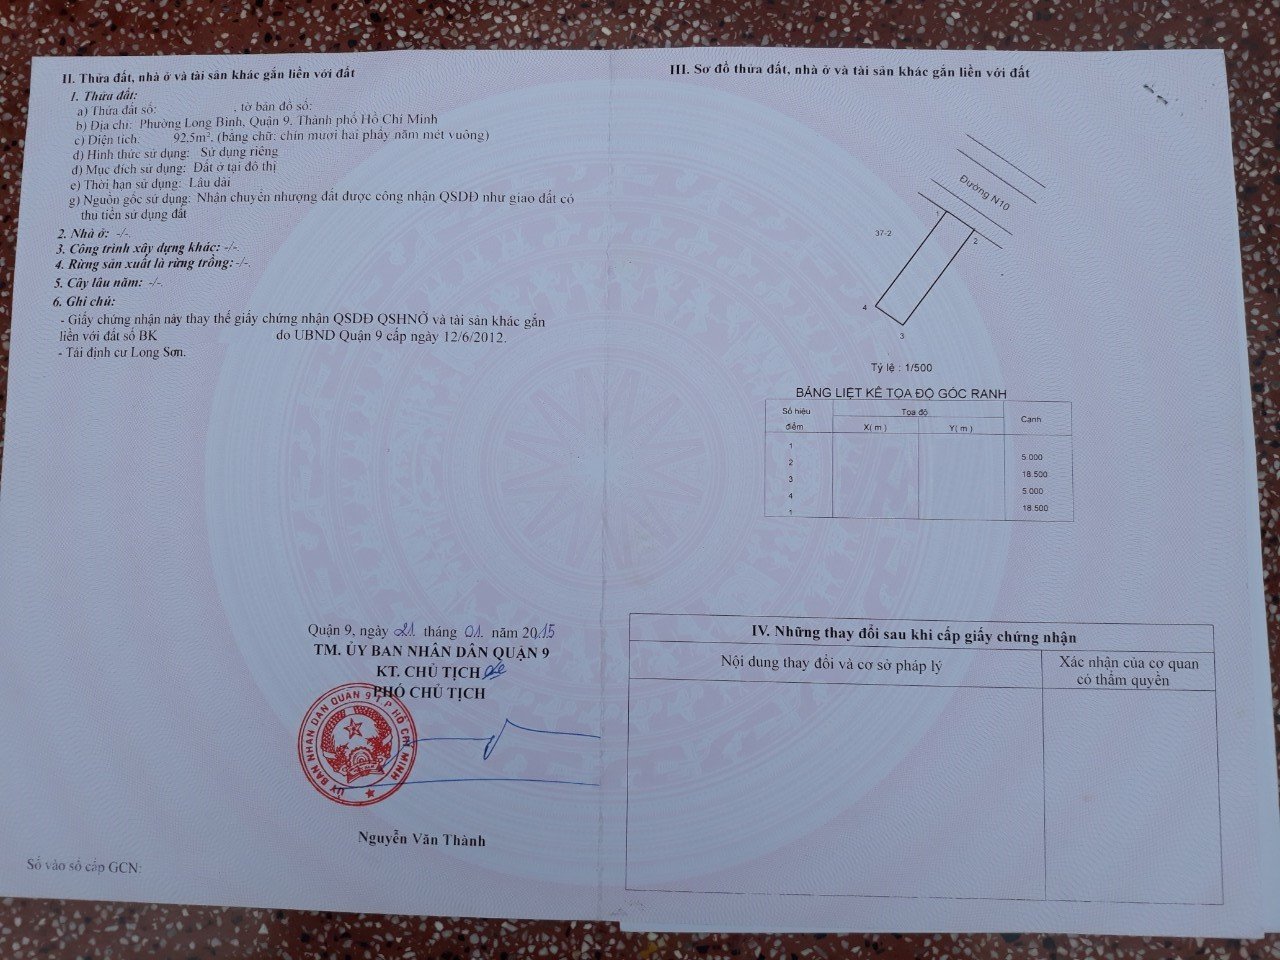 II. Thửa đất, nhà ở và tài sản khác gắn liền với đất
1. Thửa đất:
a) Thửa đất số: , tờ bản đồ số:
b) Địa chỉ: Phường Long Bình, Quận 9, Thành phố Hồ Chí Minh
c) Diện tích: 92,5m², (bằng chữ: chín mươi hai phẩy năm mét vuông)
d) Hình thức sử dụng: Sử dụng riêng
đ) Mục đích sử dụng: Đất ở tại đô thị
e) Thời hạn sử dụng: Lâu dài
g) Nguồn gốc sử dụng: Nhận chuyển nhượng đất được công nhận QSDĐ như giao đất có
thu tiền sử dụng đất
2. Nhà ở: -/-.
3. Công trình xây dựng khác: -/-.
4. Rừng sản xuất là rừng trồng: -/-.
5. Cây lâu năm: -/-.
6. Ghi chú:
- Giấy chứng nhận này thay thế giấy chứng nhận QSDĐ QSHNỞ và tài sản khác gắn
liền với đất số BK do UBND Quận 9 cấp ngày 12/6/2012.
- Tái định cư Long Sơn.
Quận 9, ngày 21 tháng 01 năm 2015
TM. ỦY BAN NHÂN DÂN QUẬN 9
KT. CHỦ TỊCH
PHÓ CHỦ TỊCH
ỦY BAN NHÂN DÂN QUẬN 9 T.P HỒ CHÍ MINH
Nguyễn Văn Thành
Số vào sổ cấp GCN:
III. Sơ đồ thửa đất, nhà ở và tài sản khác gắn liền với đất
Đường N10
1
2
37-2
4
3
Tỷ lệ : 1/500
BẢNG LIỆT KÊ TỌA ĐỘ GÓC RANH
Số hiệu điểm Tọa độ Cạnh
X( m ) Y( m )
1
5.000
2
18.500
3
5.000
4
18.500
1
IV. Những thay đổi sau khi cấp giấy chứng nhận
Nội dung thay đổi và cơ sở pháp lý Xác nhận của cơ quan
có thẩm quyền